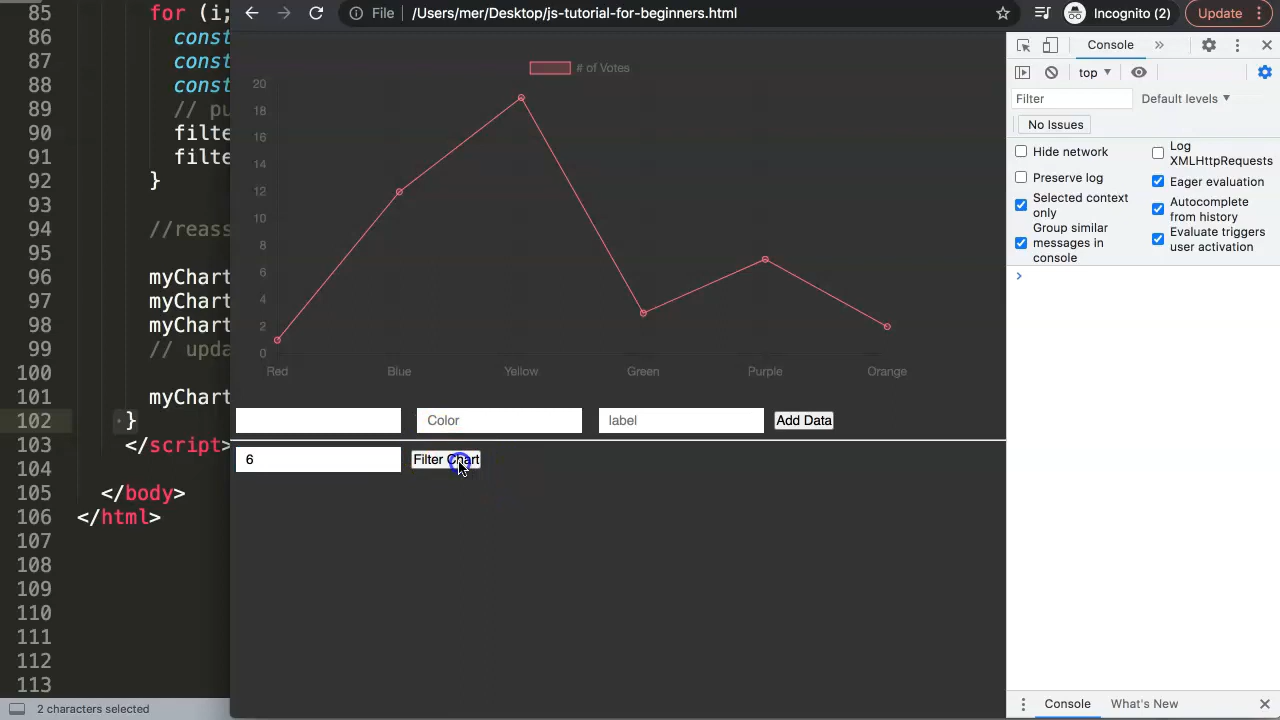 File /Users/mer/Desktop/js-tutorial-for-beginners.html Incognito (2) Update
85 for (i;
86 const
87 const
88 const
89 // pu
90 filte
91 filte
92 }
93
94 //reass
95
96 myChart
97 myChart
98 myChart
99 // upda
100
101 myChart
102 }
103 </script>
104
105 </body>
106 </html>
107
108
109
110
111
112
113
2 characters selected
# of Votes
20
18
16
14
12
10
8
6
4
2
0
Red Blue Yellow Green Purple Orange
Color label Add Data
6 Filter Chart
Console »
top
Filter Default levels
No Issues
Hide network
Preserve log
Selected context
only
Group similar
messages in
console
Log
XMLHttpRequests
Eager evaluation
Autocomplete
from history
Evaluate triggers
user activation
Console What's New